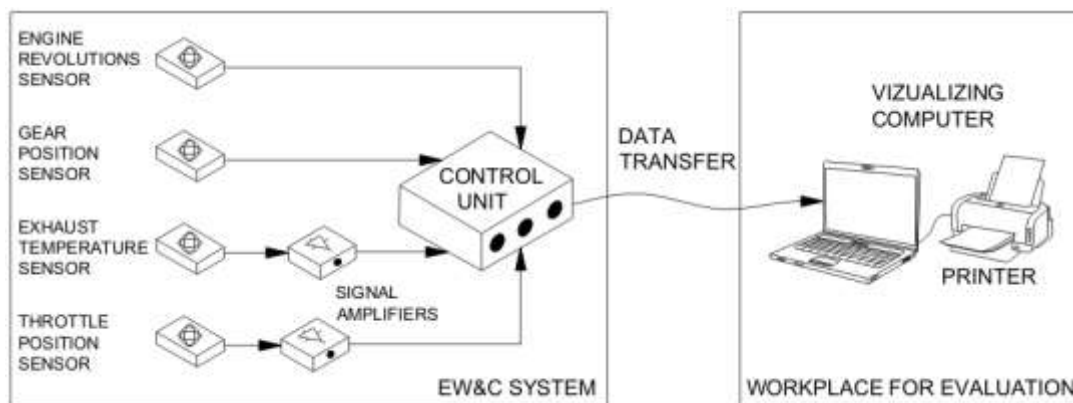 ENGINE
REVOLUTIONS
SENSOR
GEAR
POSITION
SENSOR
EXHAUST
TEMPERATURE
SENSOR
THROTTLE
POSITION
SENSOR
SIGNAL
AMPLIFIERS
CONTROL
UNIT
EW&C SYSTEM
DATA
TRANSFER
VIZUALIZING
COMPUTER
PRINTER
WORKPLACE FOR EVALUATION